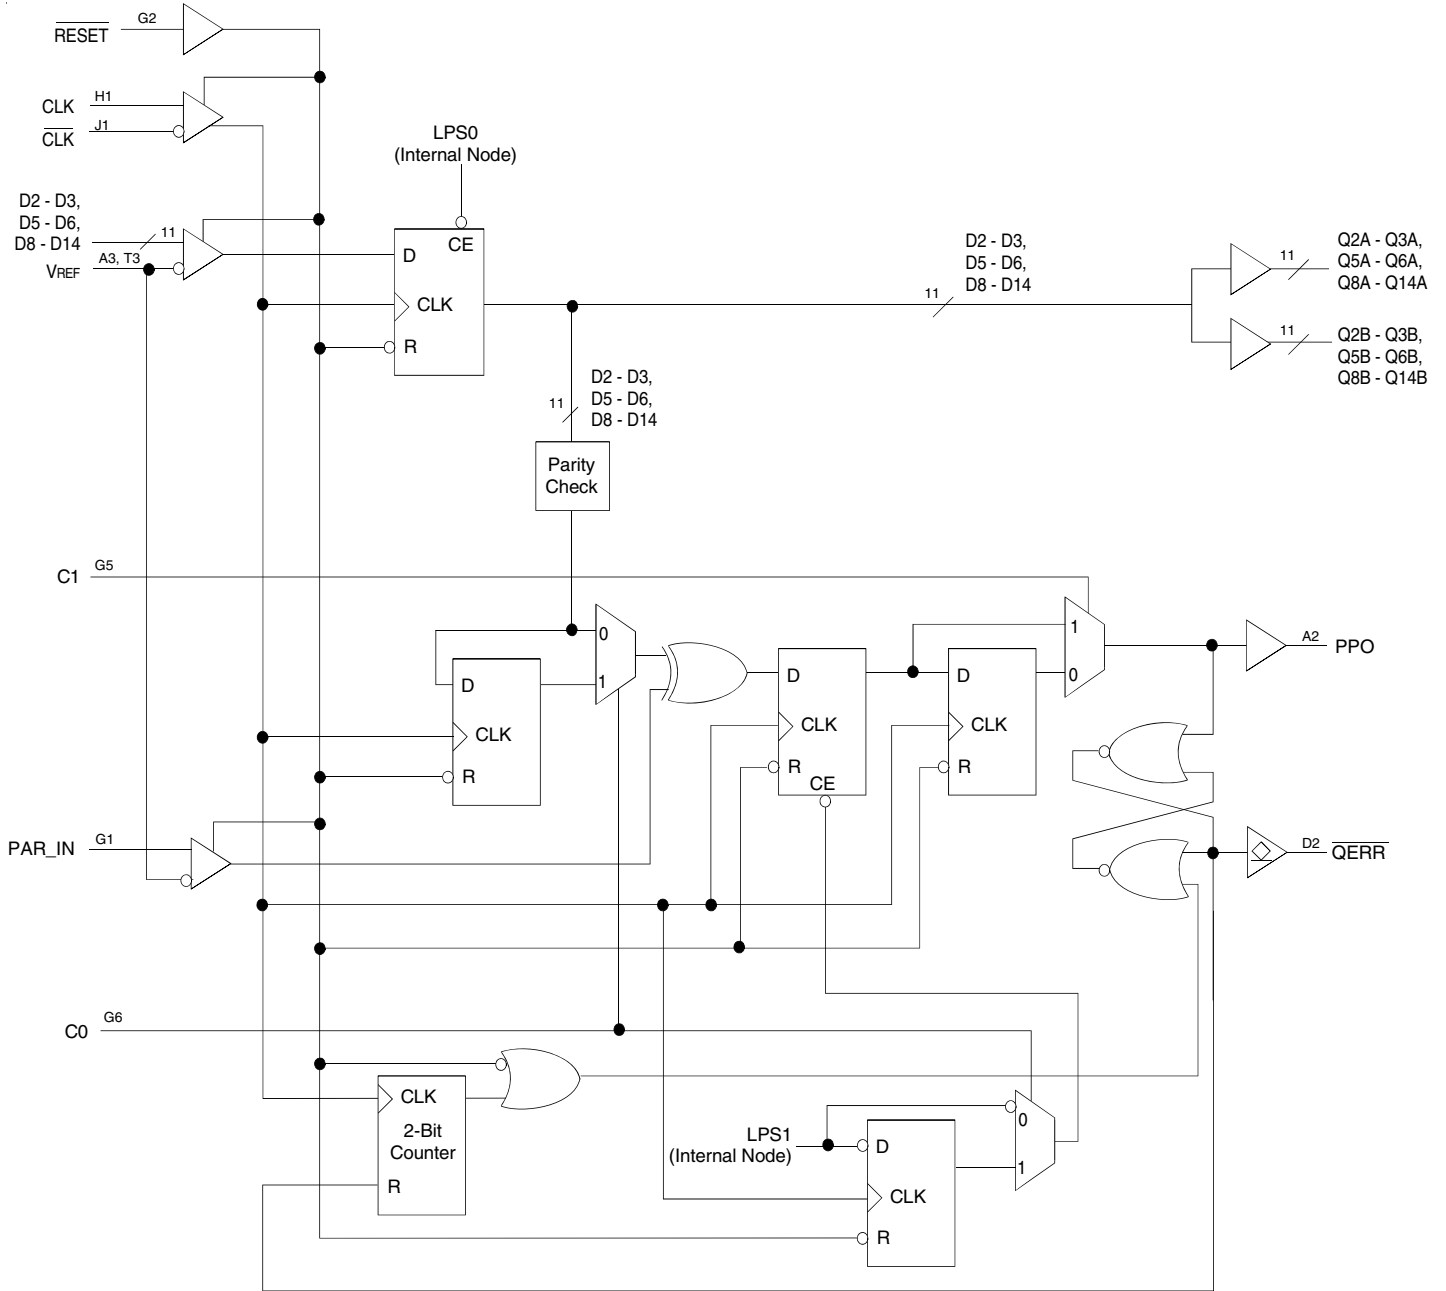 G2
RESET
CLK H1
CLK J1
LPS0
(Internal Node)
D2 - D3,
D5 - D6,
D8 - D14
11
VREF
A3, T3
D
CE
CLK
R
D2 - D3,
D5 - D6,
D8 - D14
11
11
Q2A - Q3A,
Q5A - Q6A,
Q8A - Q14A
11
Q2B - Q3B,
Q5B - Q6B,
Q8B - Q14B
D2 - D3,
D5 - D6,
D8 - D14
11
Parity
Check
C1 G5
0
1
D
CLK
R
D
CLK
R
CE
D
CLK
R
1
0
A2 PPO
PAR_IN G1
D2 QERR
C0 G6
CLK
2-Bit
Counter
R
LPS1
(Internal Node)
D
CLK
R
0
1